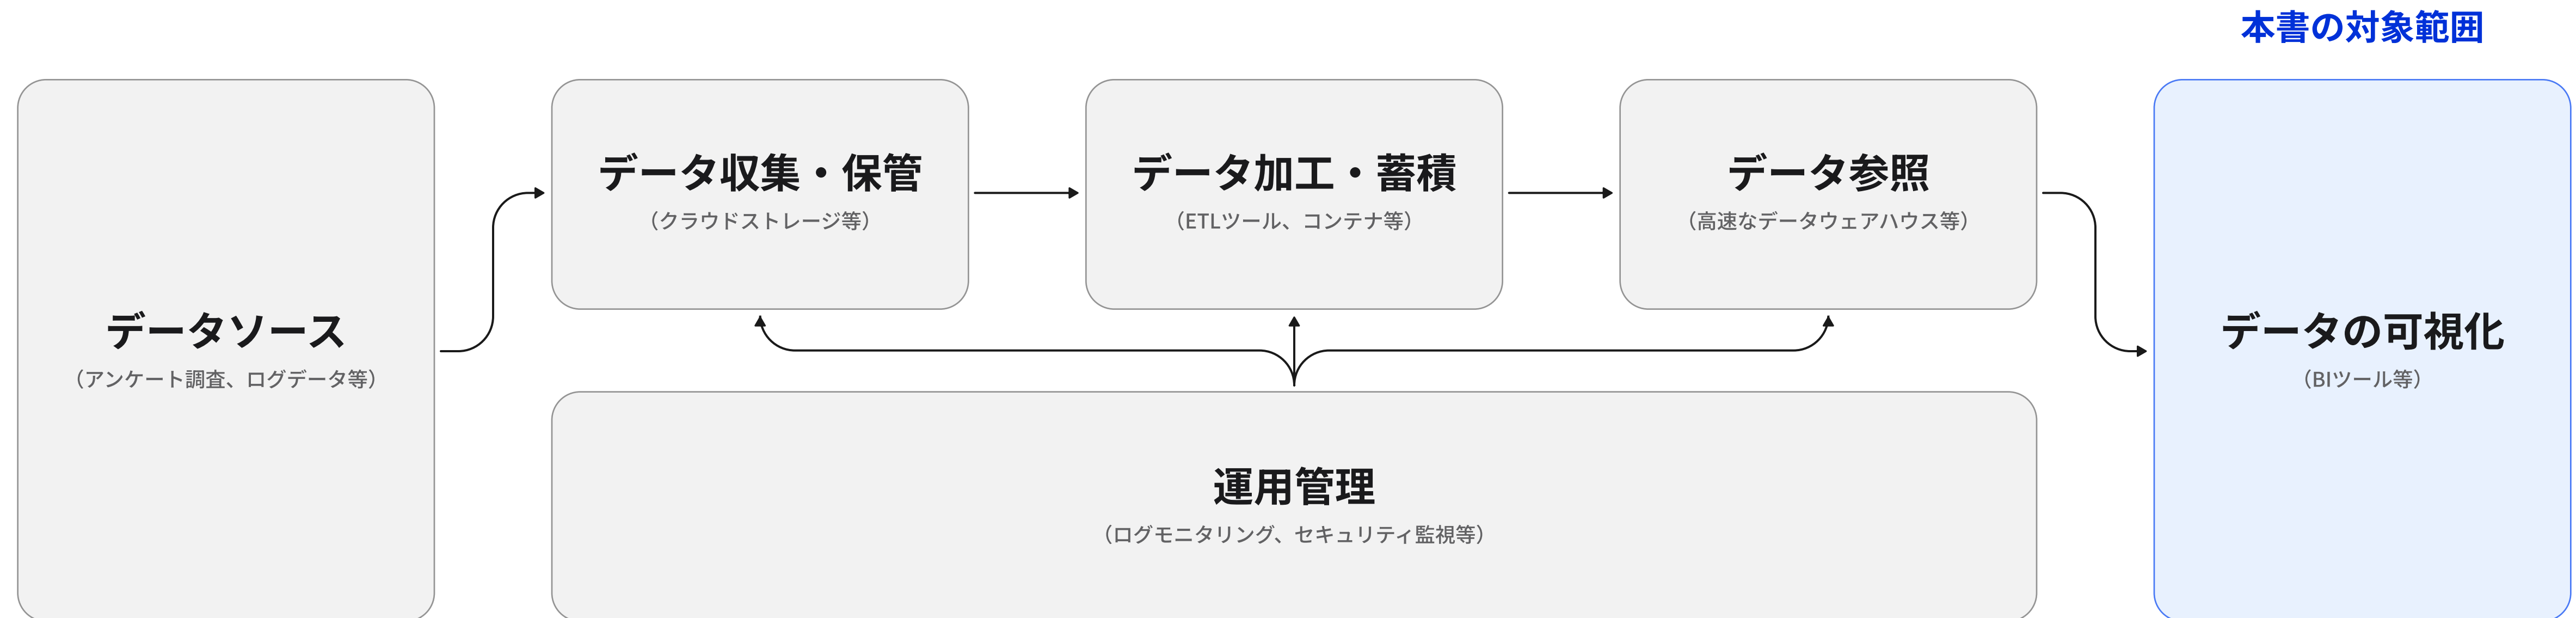 本書の対象範囲
データソース
（アンケート調査、ログデータ等）
データ収集・保管
（クラウドストレージ等）
データ加工・蓄積
（ETLツール、コンテナ等）
データ参照
（高速なデータウェアハウス等）
運用管理
（ログモニタリング、セキュリティ監視等）
データの可視化
（BIツール等）